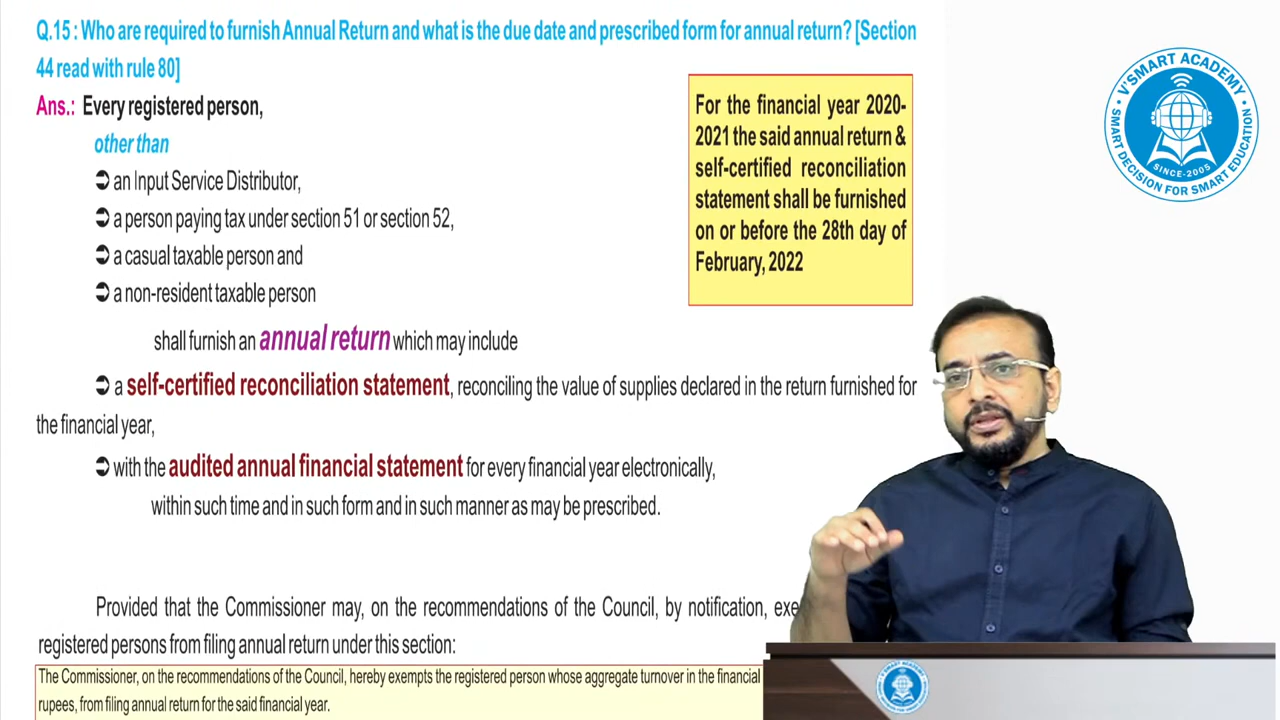 Q.15 : Who are required to furnish Annual Return and what is the due date and prescribed form for annual return? [Section
44 read with rule 80]
Ans.: Every registered person,
other than
➲ an Input Service Distributor,
➲ a person paying tax under section 51 or section 52,
➲ a casual taxable person and
➲ a non-resident taxable person
shall furnish an annual return which may include
➲ a self-certified reconciliation statement, reconciling the value of supplies declared in the return furnished for
the financial year,
➲ with the audited annual financial statement for every financial year electronically,
within such time and in such form and in such manner as may be prescribed.
Provided that the Commissioner may, on the recommendations of the Council, by notification, exe
registered persons from filing annual return under this section:
The Commissioner, on the recommendations of the Council, hereby exempts the registered person whose aggregate turnover in the financial
rupees, from filing annual return for the said financial year.
For the financial year 2020-
2021 the said annual return &
self-certified reconciliation
statement shall be furnished
on or before the 28th day of
February, 2022
V'SMART ACADEMY
SINCE-2005
SMART DECISION FOR SMART EDUCATION
V'SMART ACADEMY